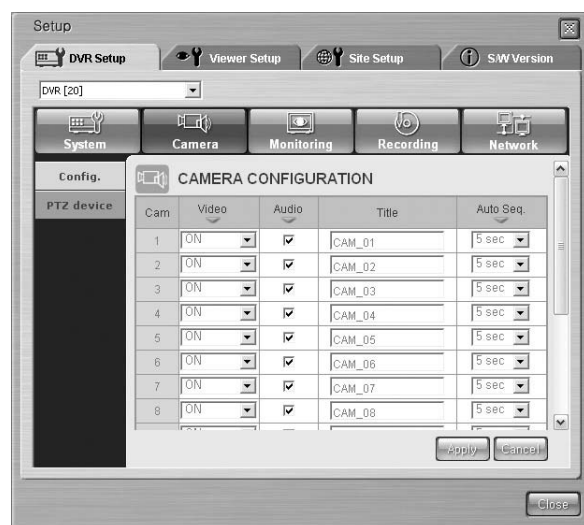 Setup
DVR Setup Viewer Setup Site Setup S/W Version
DVR [20]
System Camera Monitoring Recording Network
Config.
PTZ device
CAMERA CONFIGURATION
Cam Video Audio Title Auto Seq.
1 ON CAM_01 5 sec
2 ON CAM_02 5 sec
3 ON CAM_03 5 sec
4 ON CAM_04 5 sec
5 ON CAM_05 5 sec
6 ON CAM_06 5 sec
7 ON CAM_07 5 sec
8 ON CAM_08 5 sec
Apply Cancel
Close